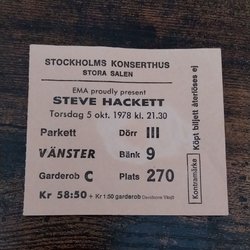 STOCKHOLMS KONSERTHUS
STORA SALEN
EMA proudly present
STEVE HACKETT
Torsdag 5 okt. 1978 kl. 21.30
Parkett Dörr III
VÄNSTER Bänk 9
Garderob C Plats 270
Kr 58:50 + Kr 1:50 garderob
Kontramärke
Köpt biljett återlöses ej